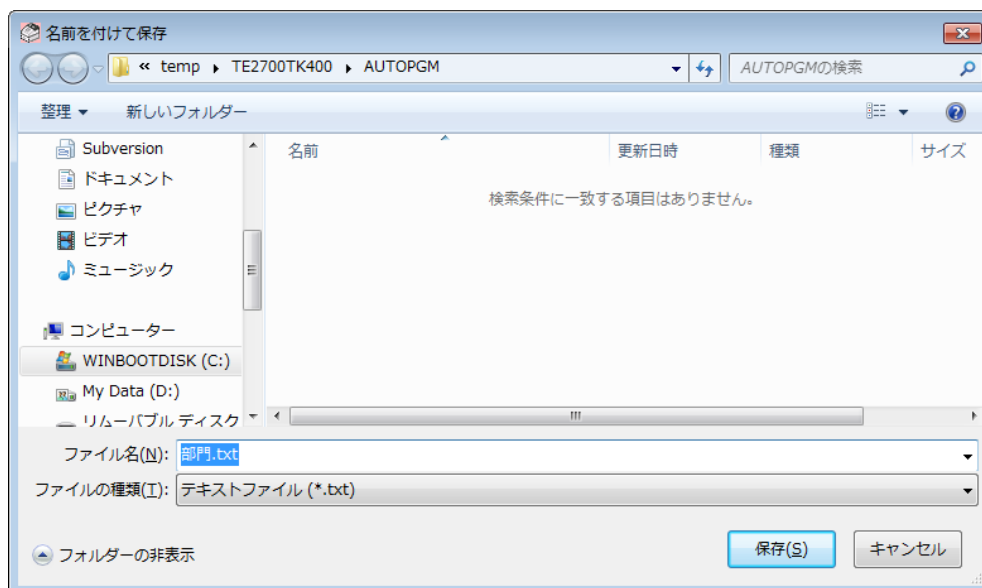 名前を付けて保存
« temp ▸ TE2700TK400 ▸ AUTOPGM
AUTOPGMの検索
整理 ▼ 新しいフォルダー
名前 更新日時 種類 サイズ
検索条件に一致する項目はありません。
Subversion
ドキュメント
ピクチャ
ビデオ
ミュージック
コンピューター
WINBOOTDISK (C:)
My Data (D:)
リムーバブル ディスク
ファイル名(N): 部門.txt
ファイルの種類(T): テキストファイル (*.txt)
フォルダーの非表示
保存(S) キャンセル